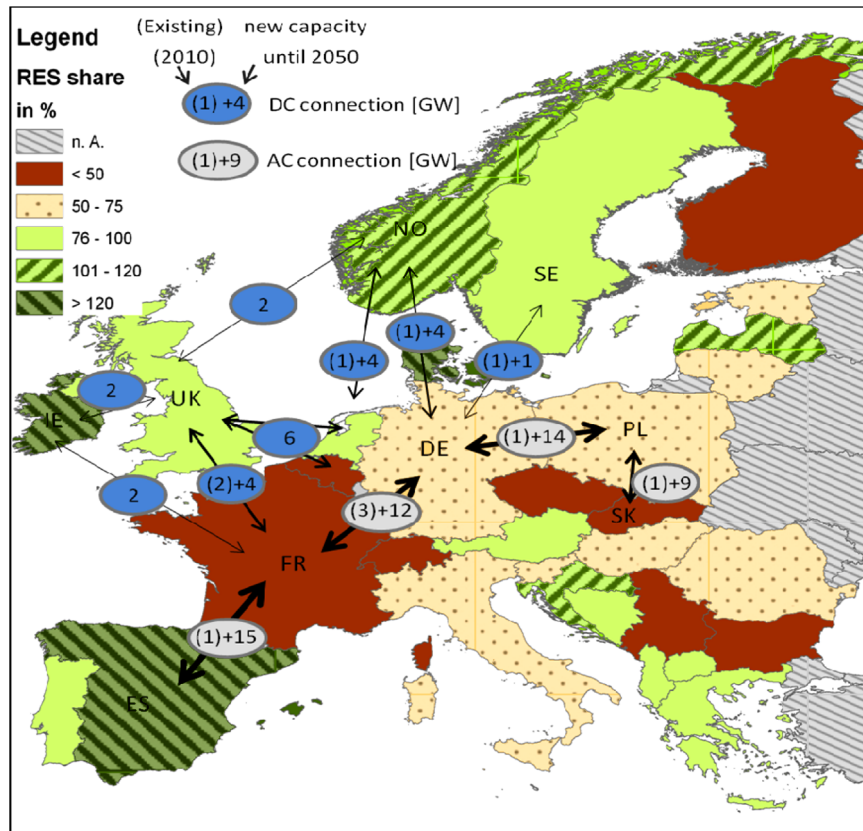 Legend
(Existing) new capacity
(2010) until 2050
RES share
in %
(1) +4 DC connection [GW]
(1)+9 AC connection [GW]
n. A.
< 50
50 - 75
76 - 100
101 - 120
> 120
NO
SE
2
(1)+4
(1)+4
(1)+1
2
UK
IE
6
DE
(1)+14
PL
2
(2)+4
(3)+12
(1)+9
SK
FR
(1)+15
ES